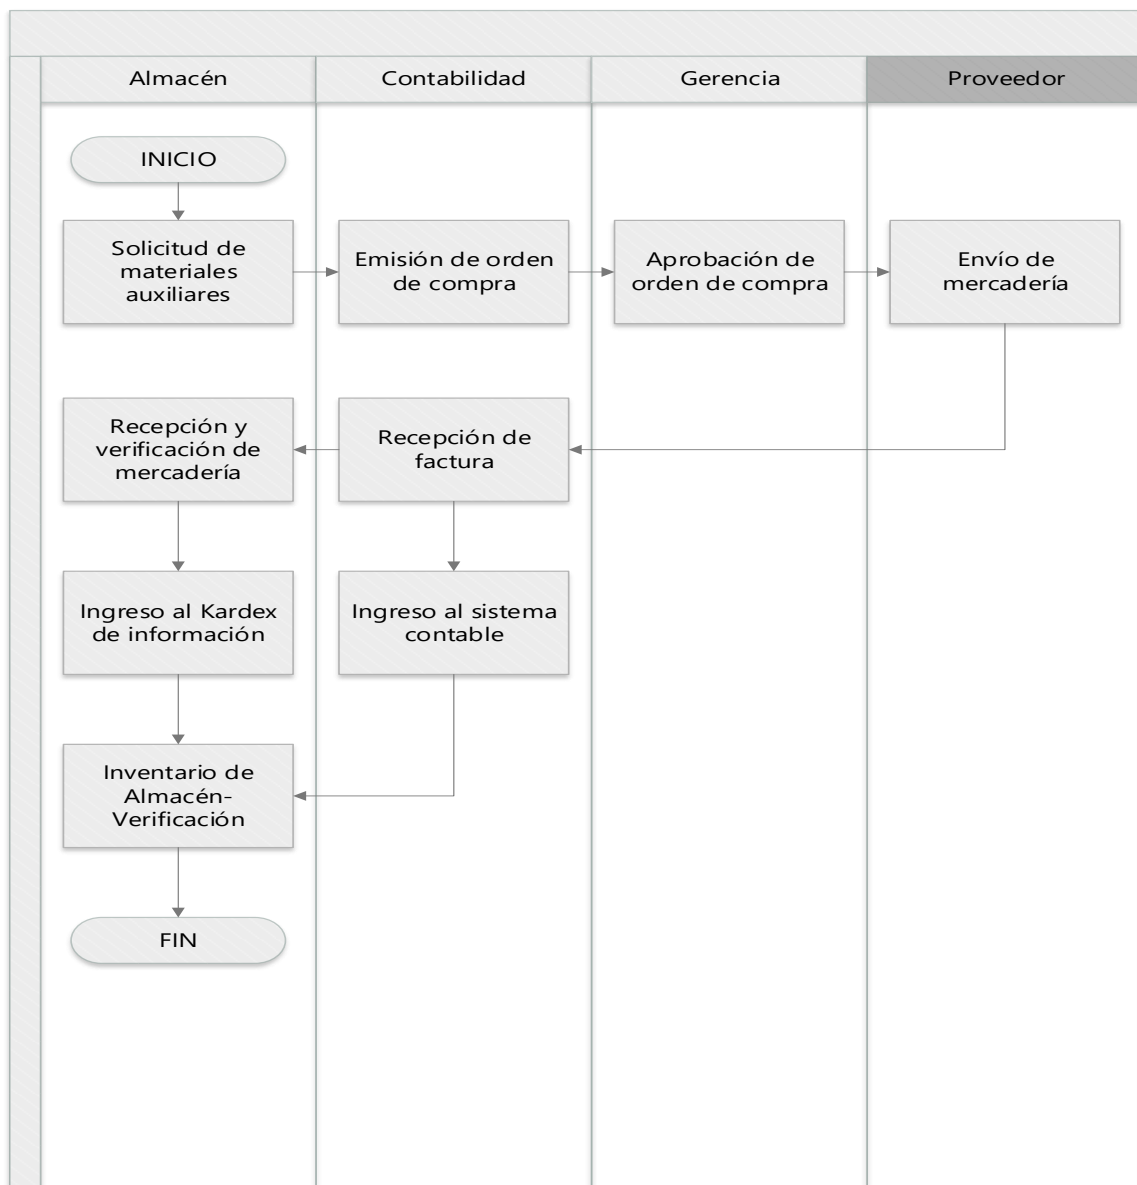 Almacén
Contabilidad
Gerencia
Proveedor
INICIO
Solicitud de
materiales
auxiliares
Emisión de orden
de compra
Aprobación de
orden de compra
Envío de
mercadería
Recepción y
verificación de
mercadería
Recepción de
factura
Ingreso al Kardex
de información
Ingreso al sistema
contable
Inventario de
Almacén-
Verificación
FIN